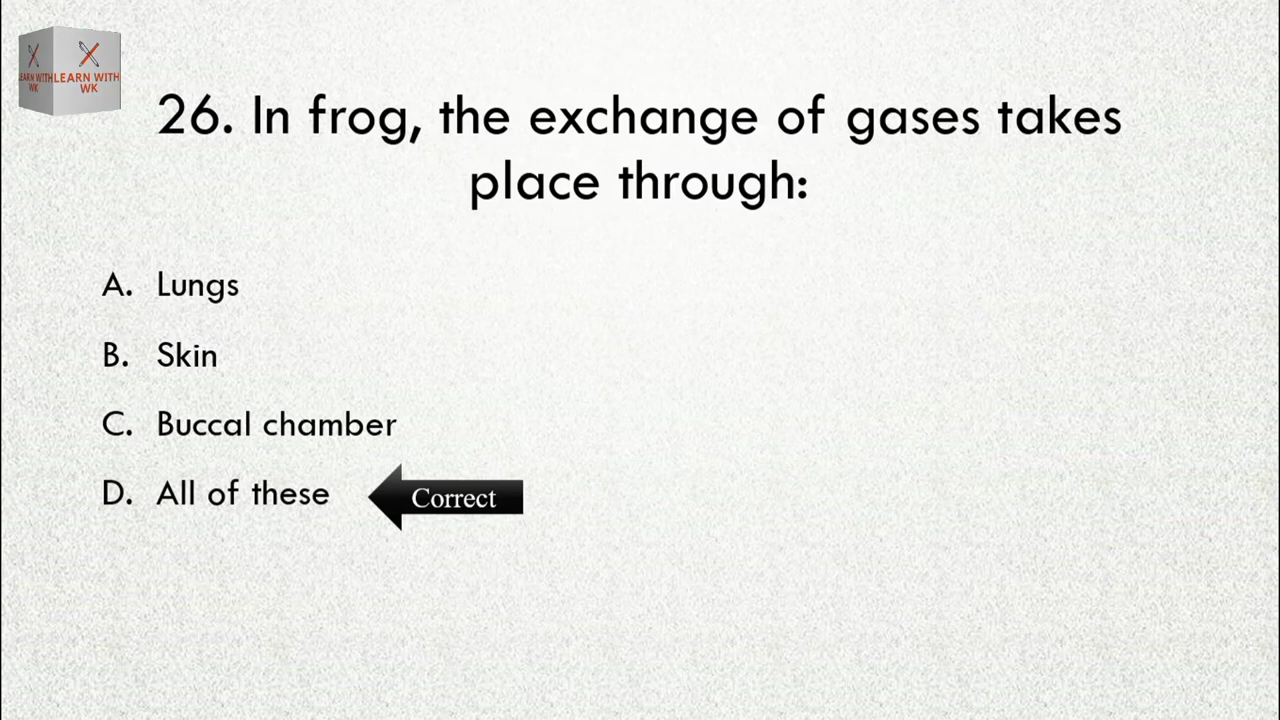 LEARN WITH
WK
LEARN WITH
WK
26. In frog, the exchange of gases takes
place through:
A. Lungs
B. Skin
C. Buccal chamber
D. All of these
Correct